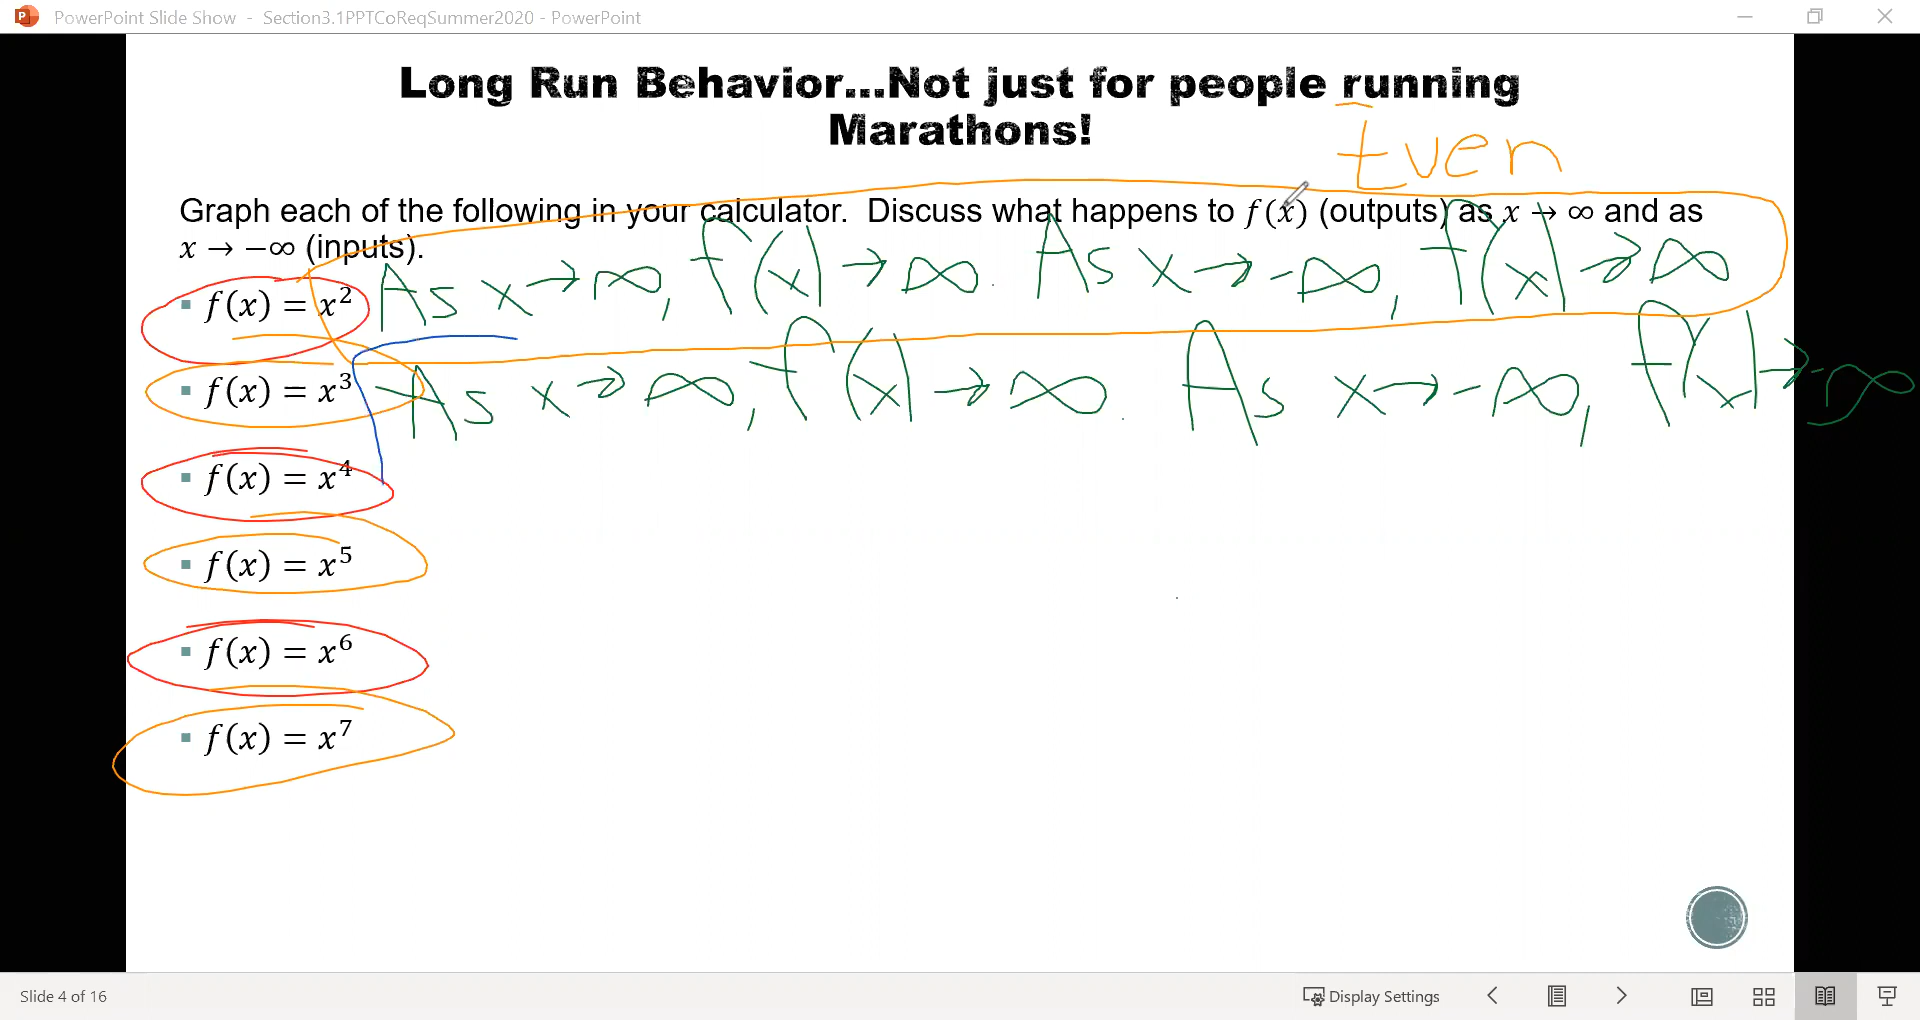 PowerPoint Slide Show - Section3.1PPTCoReqSummer2020 - PowerPoint
Long Run Behavior...Not just for people running
Marathons!
Even
Graph each of the following in your calculator. Discuss what happens to f(x) (outputs) as x → ∞ and as
x → −∞ (inputs).
As x → ∞, f(x) → ∞. As x → -∞, f(x) → ∞
▪ f(x) = x²
As x → ∞, f(x) → ∞. As x → -∞, f(x) → -∞
▪ f(x) = x³
▪ f(x) = x⁴
▪ f(x) = x⁵
▪ f(x) = x⁶
▪ f(x) = x⁷
Slide 4 of 16
Display Settings